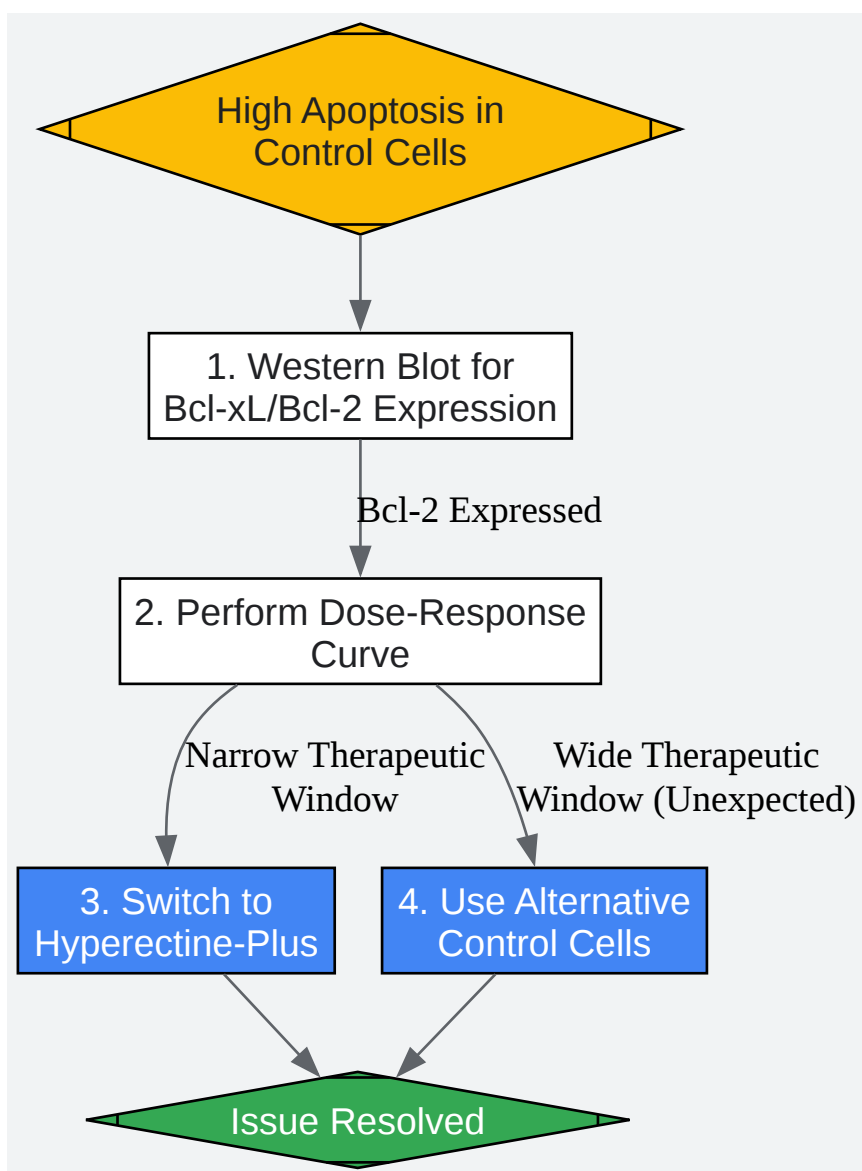 High Apoptosis in
Control Cells
1. Western Blot for
Bcl-xL/Bcl-2 Expression
Bcl-2 Expressed
2. Perform Dose-Response
Curve
Narrow Therapeutic
Window
Wide Therapeutic
Window (Unexpected)
3. Switch to
Hyperectine-Plus
4. Use Alternative
Control Cells
Issue Resolved